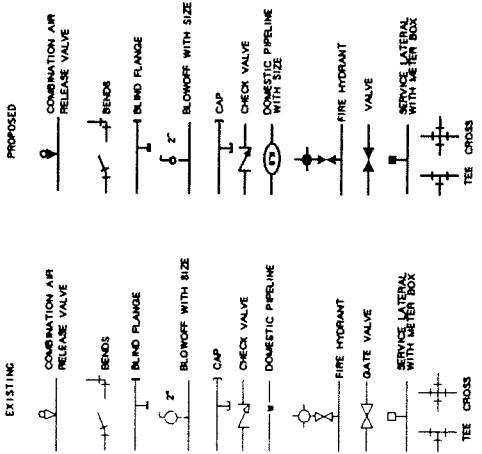 EXISTING
COMBINATION AIR
RELEASE VALVE
BENDS
BLIND FLANGE
2"
BLOWOFF WITH SIZE
CAP
CHECK VALVE
DOMESTIC PIPELINE
W
FIRE HYDRANT
GATE VALVE
SERVICE LATERAL
WITH METER BOX
TEE CROSS
PROPOSED
COMBINATION AIR
RELEASE VALVE
BENDS
BLIND FLANGE
2"
BLOWOFF WITH SIZE
CAP
CHECK VALVE
DOMESTIC PIPELINE
WITH SIZE
FIRE HYDRANT
VALVE
SERVICE LATERAL
WITH METER BOX
TEE CROSS